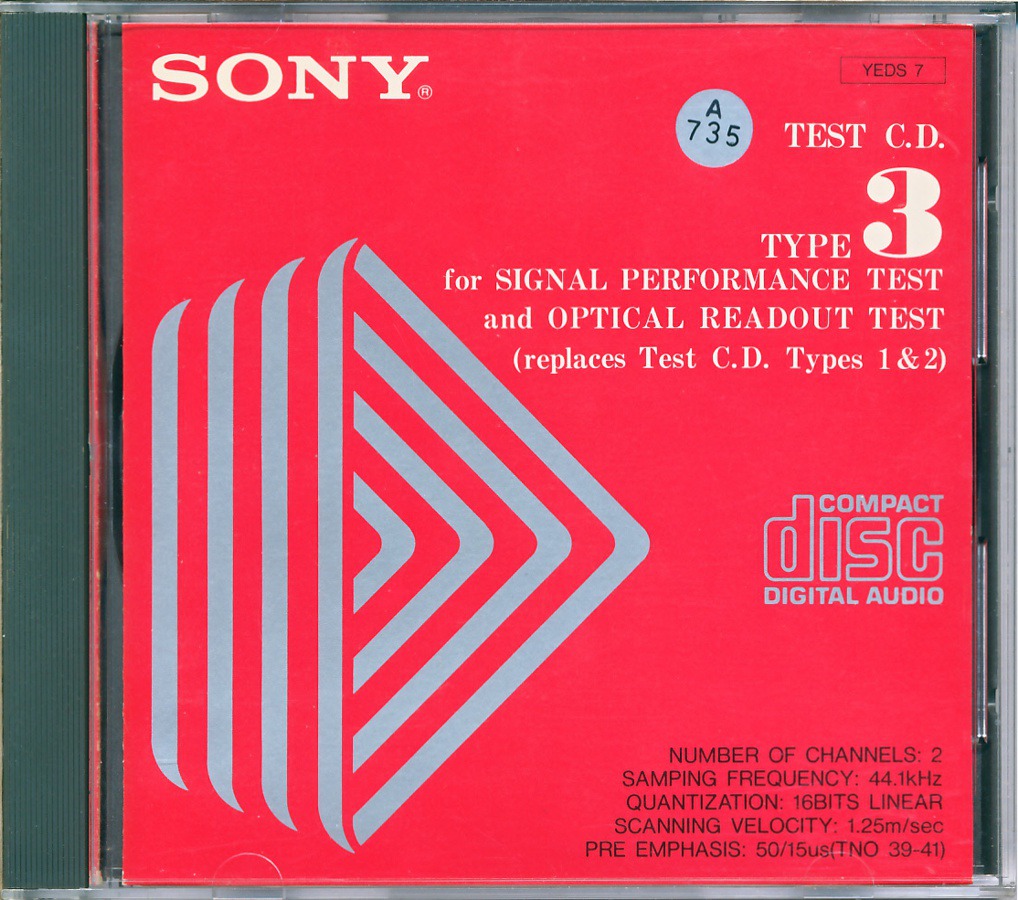 SONY®
YEDS 7
A
735
TEST C.D.
TYPE 3
for SIGNAL PERFORMANCE TEST
and OPTICAL READOUT TEST
(replaces Test C.D. Types 1 & 2)
COMPACT
disc
DIGITAL AUDIO
NUMBER OF CHANNELS: 2
SAMPING FREQUENCY: 44.1kHz
QUANTIZATION: 16BITS LINEAR
SCANNING VELOCITY: 1.25m/sec
PRE EMPHASIS: 50/15us(TNO 39-41)